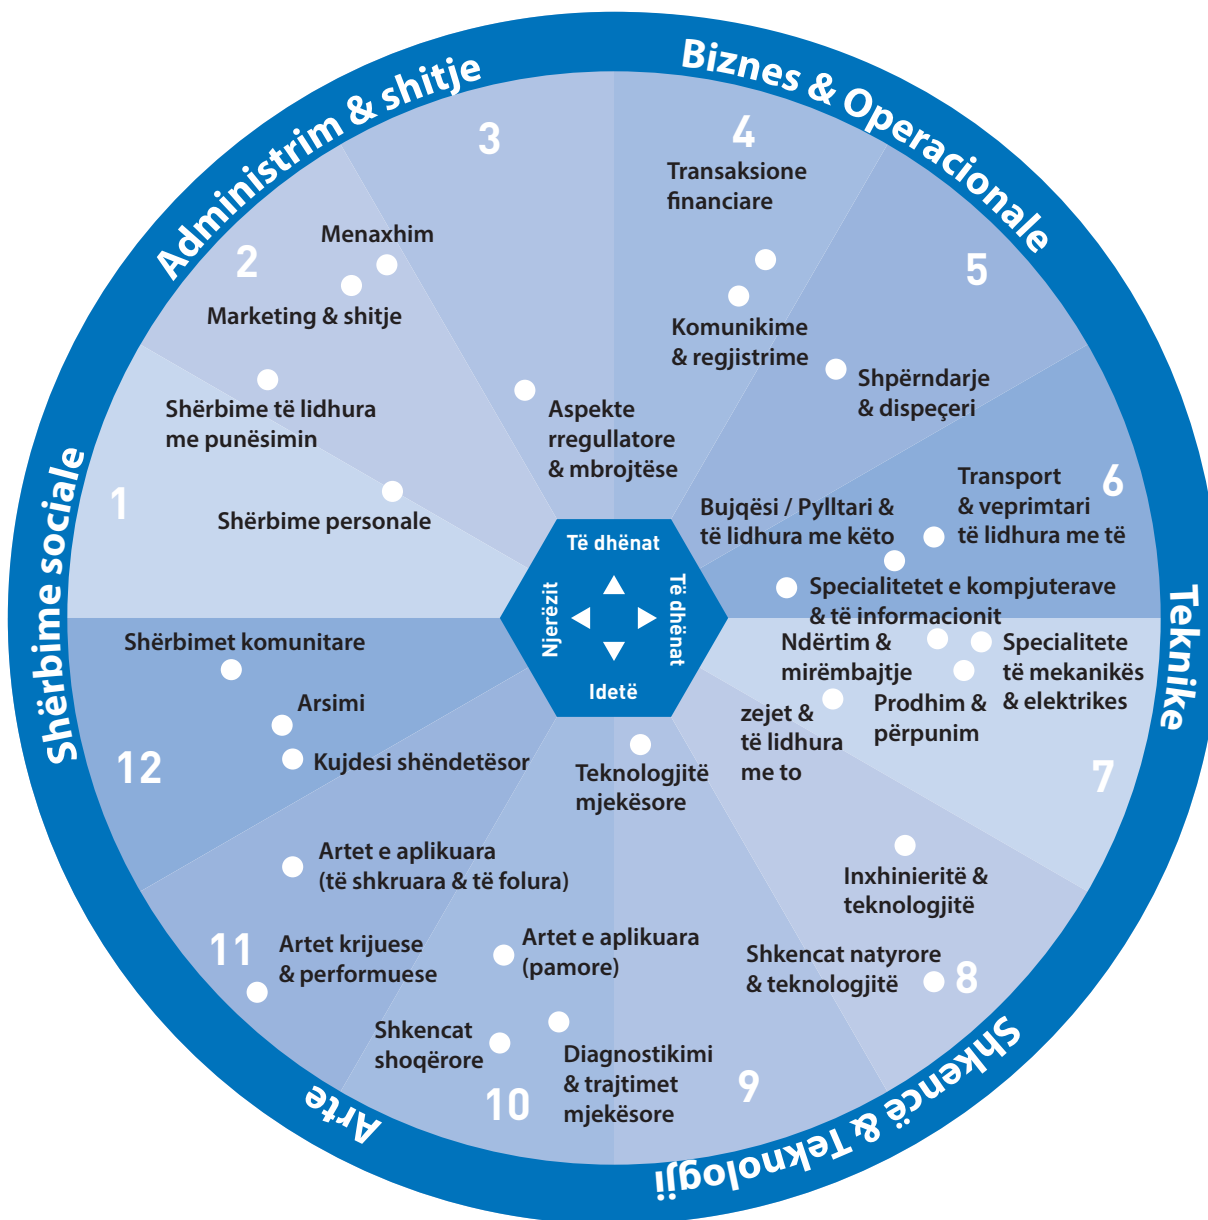 Administrim & shitje
Biznes & Operacionale
3
4
Transaksione
financiare
Menaxhim
2
5
Marketing & shitje
Komunikime
& regjistrime
Shpërndarje
& dispeçeri
Shërbime të lidhura
me punësimin
Aspekte
rregullatore
& mbrojtëse
1
Shërbime personale
6
Transport
& veprimtari
të lidhura me të
Bujqësi / Pylltari &
të lidhura me këto
Specialitetet e kompjuterave
& të informacionit
Të dhënat
Njerëzit
Të dhënat
Idetë
Shërbime sociale
Teknike
Shërbimet komunitare
Arsimi
12
Kujdesi shëndetësor
Ndërtim &
mirëmbajtje
Specialitete
të mekanikës
& elektrikes
Prodhim &
përpunim
zejet &
të lidhura
me to
7
Teknologjitë
mjekësore
Artet e aplikuara
(të shkruara & të folura)
Inxhinieritë &
teknologjitë
11
Artet krijuese
& performuese
Artet e aplikuara
(pamore)
Shkencat natyrore
& teknologjitë
8
Shkencat
shoqërore
Diagnostikimi
& trajtimet
mjekësore
10
9
Arte
Shkencë & Teknologji